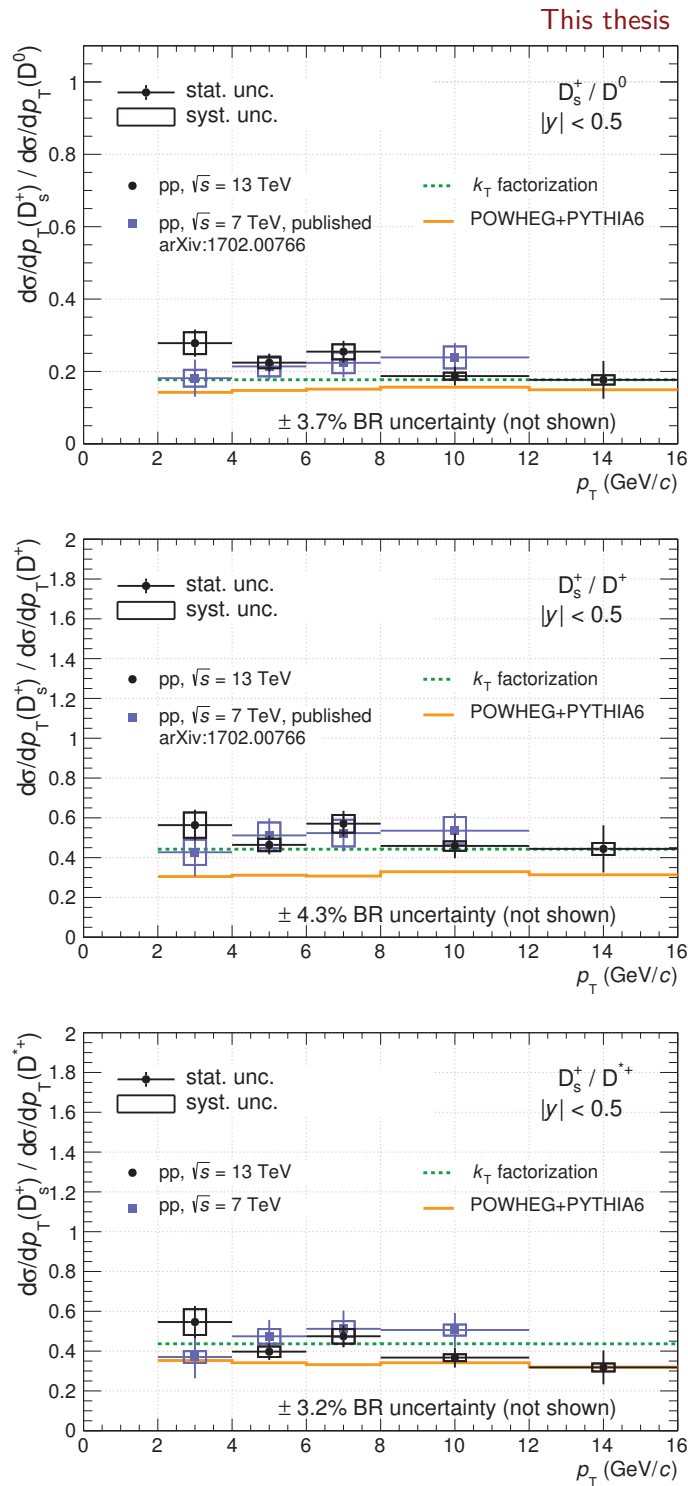 This thesis
dσ/dp_T(D_s^+) / dσ/dp_T(D^0)
1
0.8
0.6
0.4
0.2
0
stat. unc.
syst. unc.
D_s^+ / D^0
|y| < 0.5
pp, √s = 13 TeV
pp, √s = 7 TeV, published
arXiv:1702.00766
k_T factorization
POWHEG+PYTHIA6
± 3.7% BR uncertainty (not shown)
0 2 4 6 8 10 12 14 16
p_T (GeV/c)
dσ/dp_T(D_s^+) / dσ/dp_T(D^+)
2
1.8
1.6
1.4
1.2
1
0.8
0.6
0.4
0.2
0
stat. unc.
syst. unc.
D_s^+ / D^+
|y| < 0.5
pp, √s = 13 TeV
pp, √s = 7 TeV, published
arXiv:1702.00766
k_T factorization
POWHEG+PYTHIA6
± 4.3% BR uncertainty (not shown)
0 2 4 6 8 10 12 14 16
p_T (GeV/c)
dσ/dp_T(D_s^+) / dσ/dp_T(D^{*+})
2
1.8
1.6
1.4
1.2
1
0.8
0.6
0.4
0.2
0
stat. unc.
syst. unc.
D_s^+ / D^{*+}
|y| < 0.5
pp, √s = 13 TeV
pp, √s = 7 TeV
k_T factorization
POWHEG+PYTHIA6
± 3.2% BR uncertainty (not shown)
0 2 4 6 8 10 12 14 16
p_T (GeV/c)